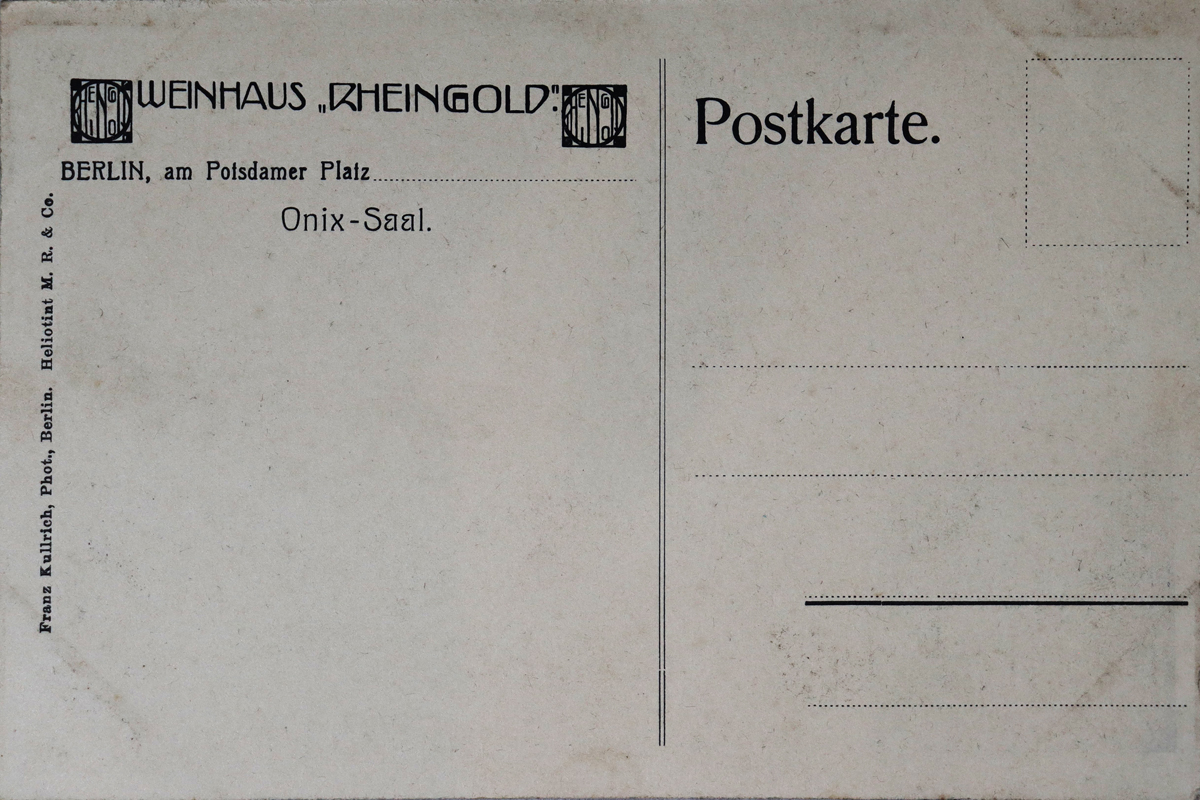 WEINHAUS „RHEINGOLD“.
BERLIN, am Potsdamer Platz
Onix-Saal.
Franz Kullrich, Phot., Berlin. Heliotint M. R. & Co.
Postkarte.